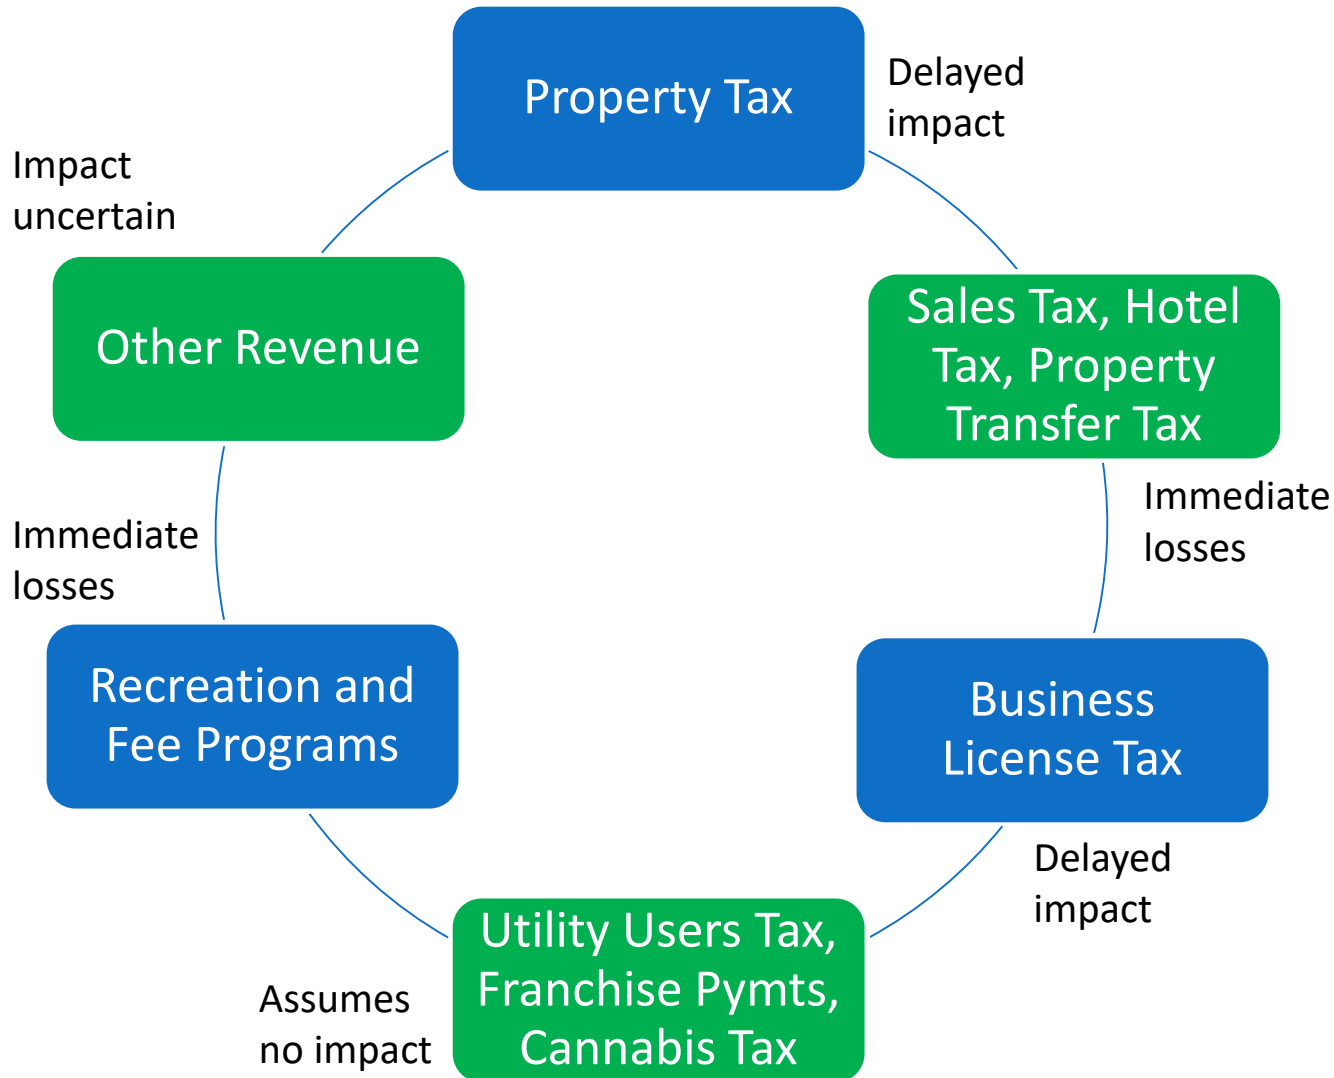 Property Tax
Delayed
impact
Sales Tax, Hotel
Tax, Property
Transfer Tax
Immediate
losses
Business
License Tax
Delayed
impact
Utility Users Tax,
Franchise Pymts,
Cannabis Tax
Assumes
no impact
Recreation and
Fee Programs
Immediate
losses
Other Revenue
Impact
uncertain